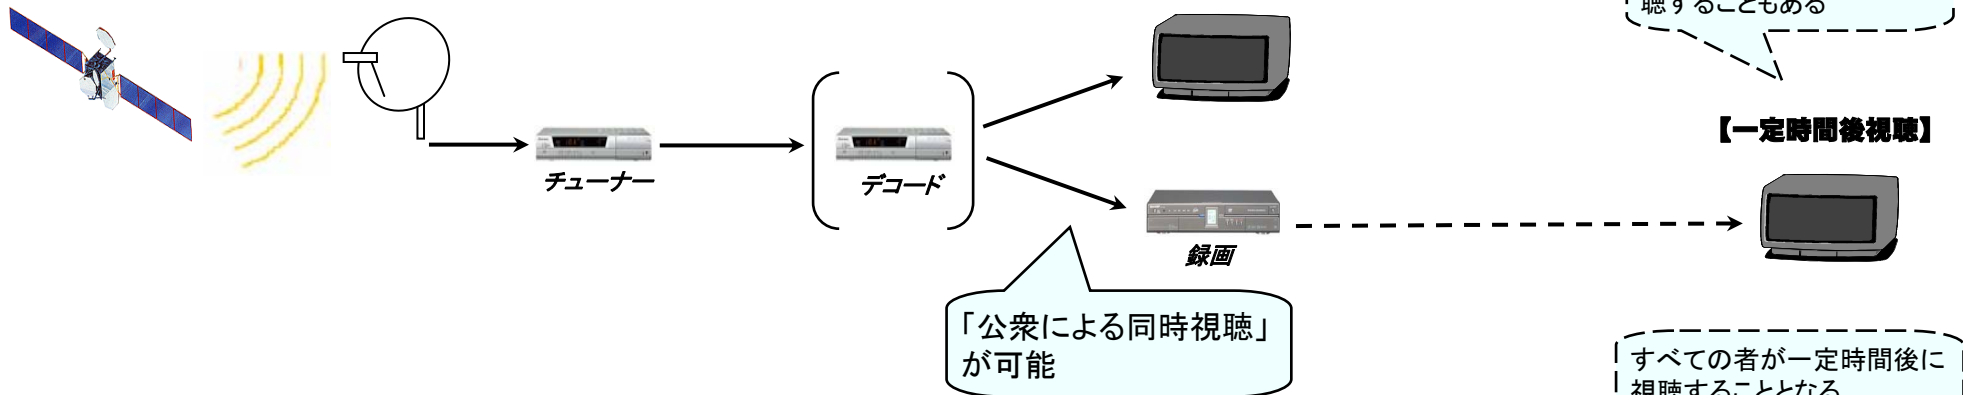 聴することもある
【一定時間後視聴】
チューナー
デコード
録画
「公衆による同時視聴」
が可能
すべての者が一定時間後に
視聴することとなる